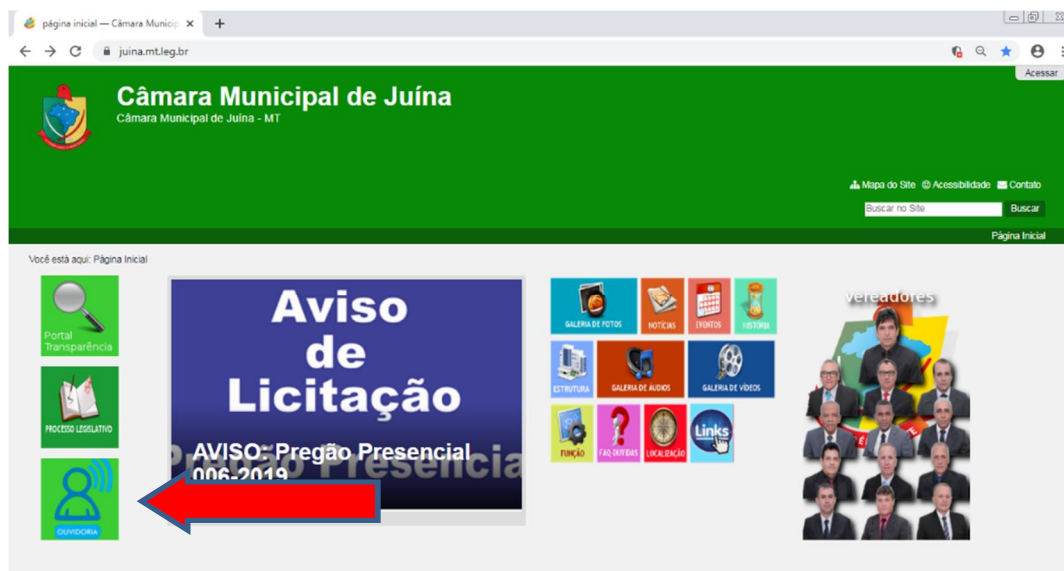 página inicial — Câmara Municip
juina.mt.leg.br
Acessar
Câmara Municipal de Juína
Câmara Municipal de Juína - MT
Mapa do Site Acessibilidade Contato
Buscar no Site Buscar
Página Inicial
Você está aqui: Página Inicial
Portal
Transparência
PROCESSO LEGISLATIVO
OUVIDORIA
Aviso
de
Licitação
Pregão Presencia
AVISO: Pregão Presencial
006-2019
GALERIA DE FOTOS
NOTÍCIAS
EVENTOS
HISTÓRIA
ESTRUTURA
GALERIA DE ÁUDIOS
GALERIA DE VÍDEOS
FUNÇÃO
FAQ-DUVIDAS
LOCALIZAÇÃO
Links
vereadores